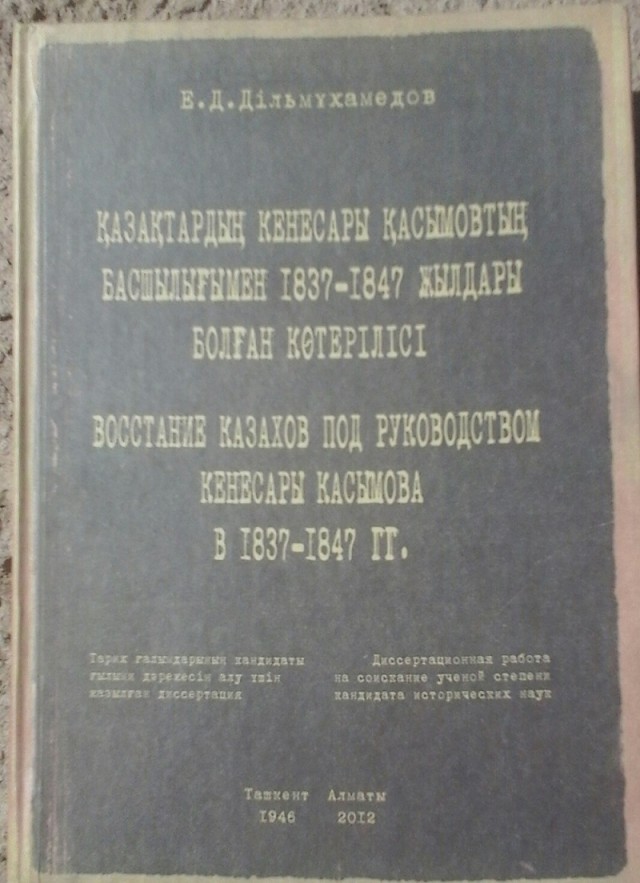 Е.Д.Дільмұхамедов
ҚАЗАҚТАРДЫҢ КЕНЕСАРЫ ҚАСЫМОВТЫҢ
БАСШЫЛЫҒЫМЕН 1837-1847 ЖЫЛДАРЫ
БОЛҒАН КӨТЕРІЛІСІ
ВОССТАНИЕ КАЗАХОВ ПОД РУКОВОДСТВОМ
КЕНЕСАРЫ КАСЫМОВА
В 1837-1847 ГГ.
Тарих ғалымдарының кандидаты
ғылыми дәрежесін алу үшін
жазылған диссертация
Диссертационная работа
на соискание ученой степени
кандидата исторических наук
Ташкент Алматы
1946 2012